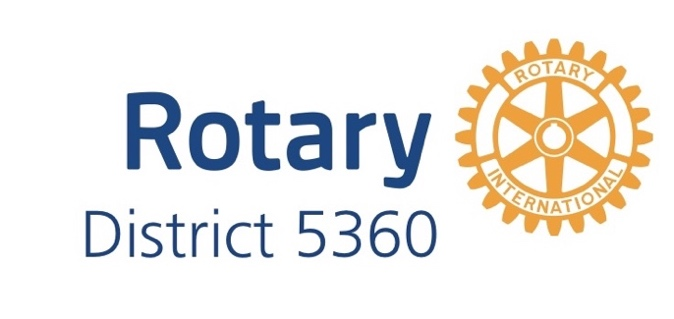 Rotary
District 5360
ROTARY
INTERNATIONAL